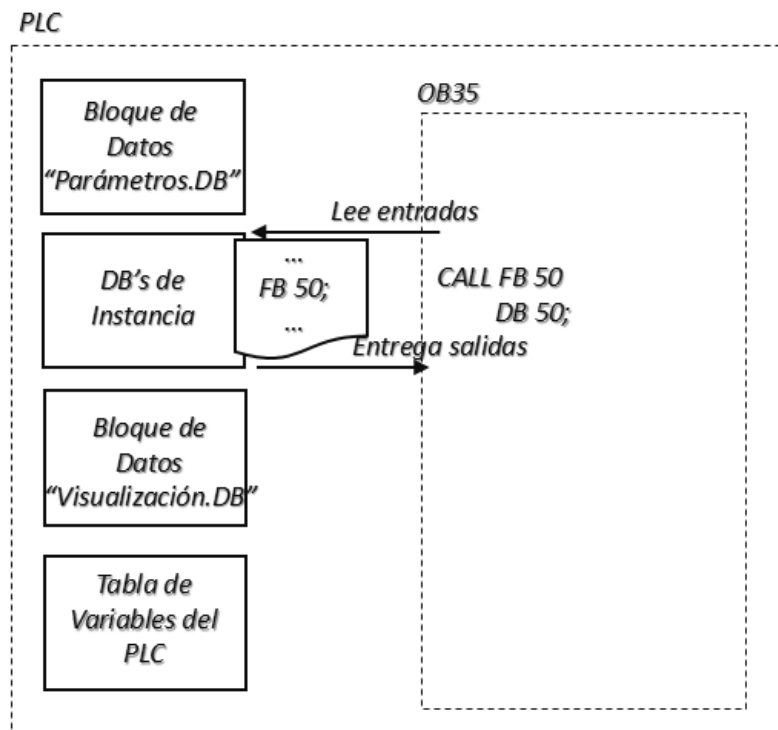 PLC
Bloque de
Datos
“Parámetros.DB”
OB35
Lee entradas
DB’s de
Instancia
...
FB 50;
...
CALL FB 50
DB 50;
Entrega salidas
Bloque de
Datos
“Visualización.DB”
Tabla de
Variables del
PLC